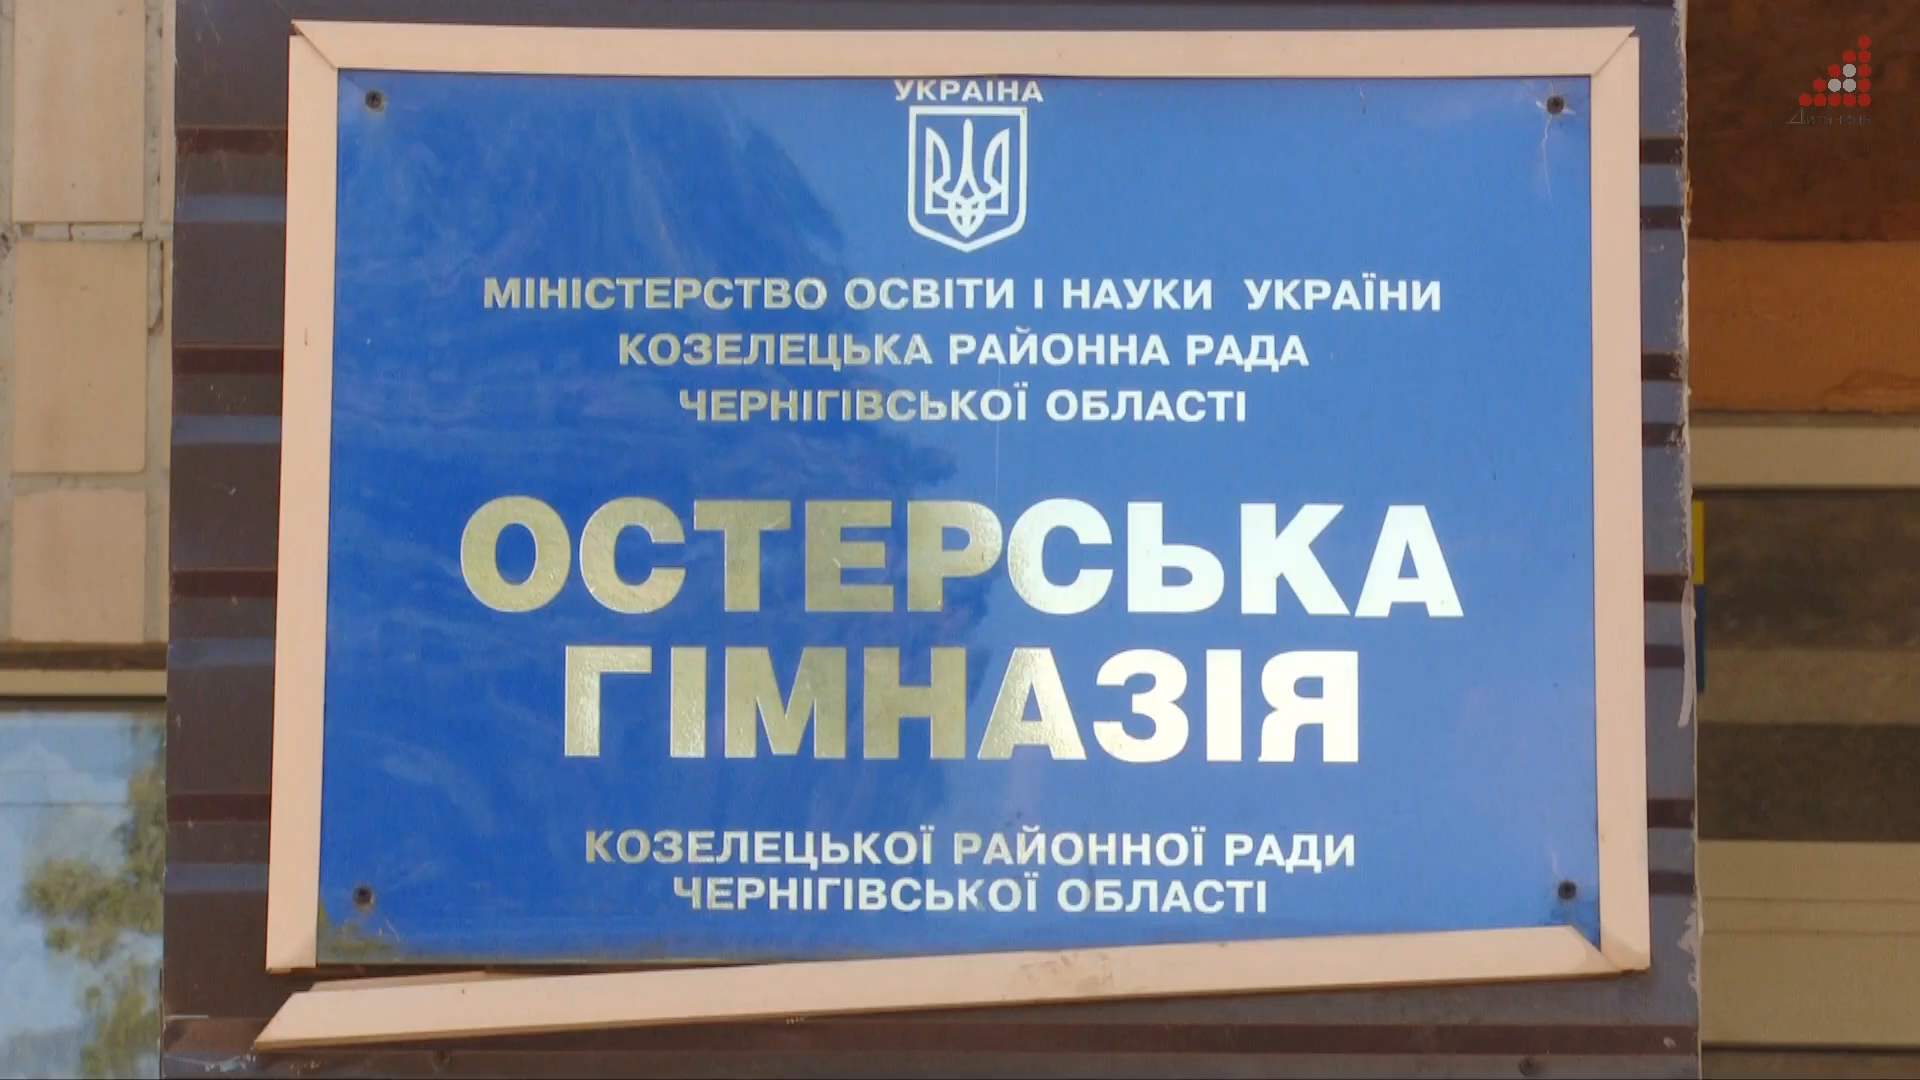 УКРАЇНА
МІНІСТЕРСТВО ОСВІТИ І НАУКИ УКРАЇНИ
КОЗЕЛЕЦЬКА РАЙОННА РАДА
ЧЕРНІГІВСЬКОЇ ОБЛАСТІ
ОСТЕРСЬКА
ГІМНАЗІЯ
КОЗЕЛЕЦЬКОЇ РАЙОННОЇ РАДИ
ЧЕРНІГІВСЬКОЇ ОБЛАСТІ